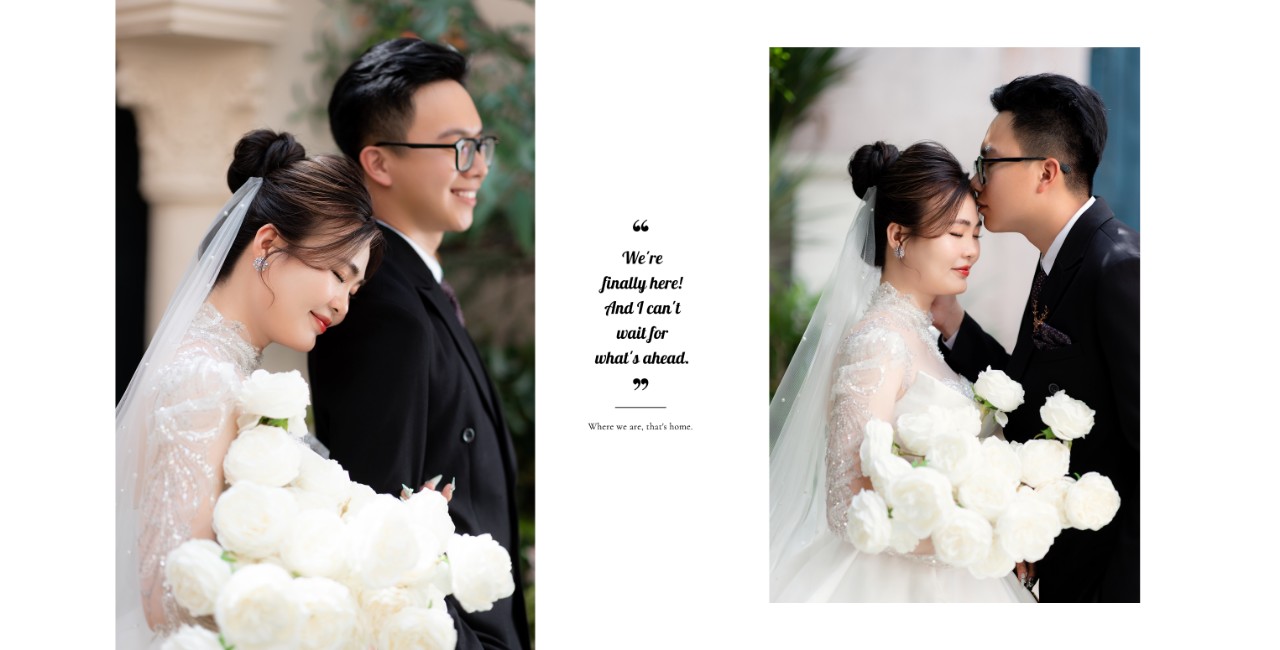 “
We're
finally here!
And I can't
wait for
what's ahead.
”
Where we are, that's home.